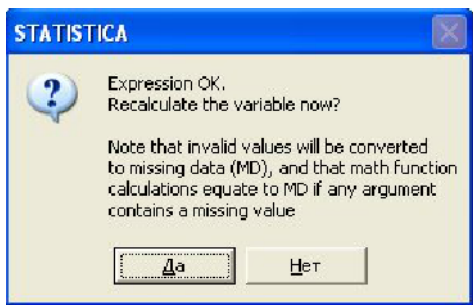 STATISTICA
Expression OK.
Recalculate the variable now?
Note that invalid values will be converted
to missing data (MD), and that math function
calculations equate to MD if any argument
contains a missing value
Да
Нет